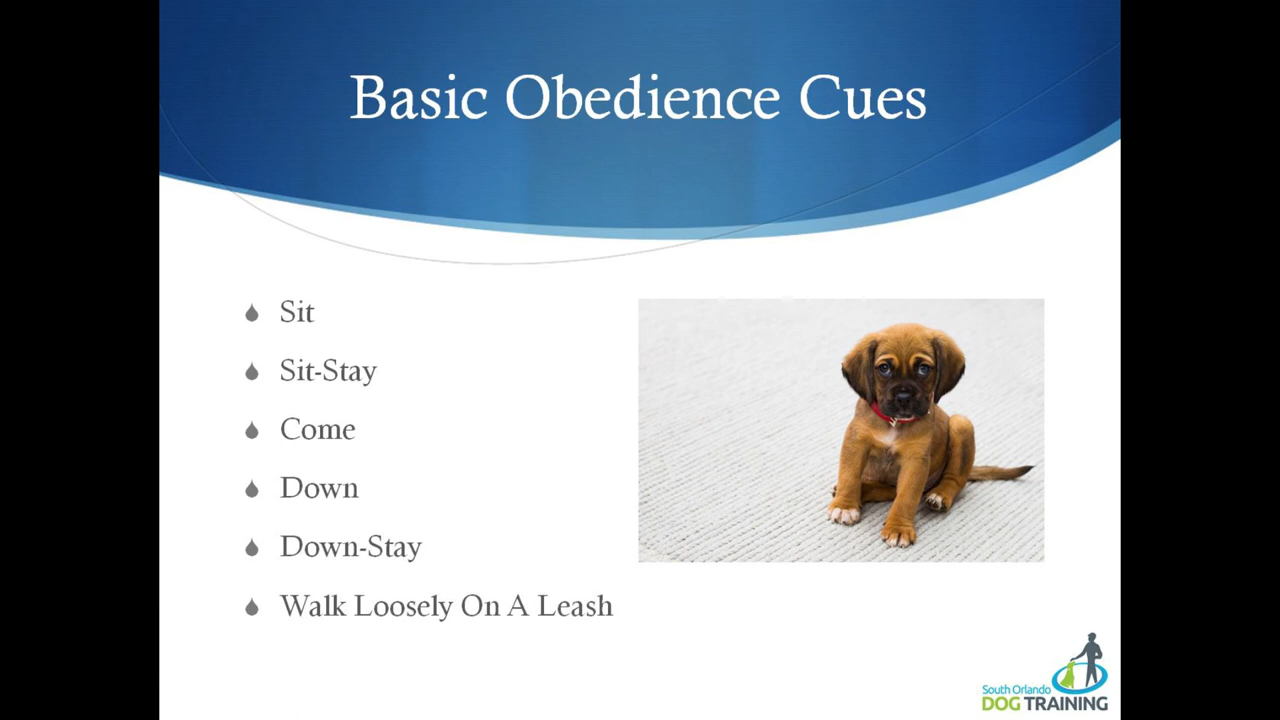 Basic Obedience Cues
Sit
Sit-Stay
Come
Down
Down-Stay
Walk Loosely On A Leash
South Orlando
DOG TRAINING